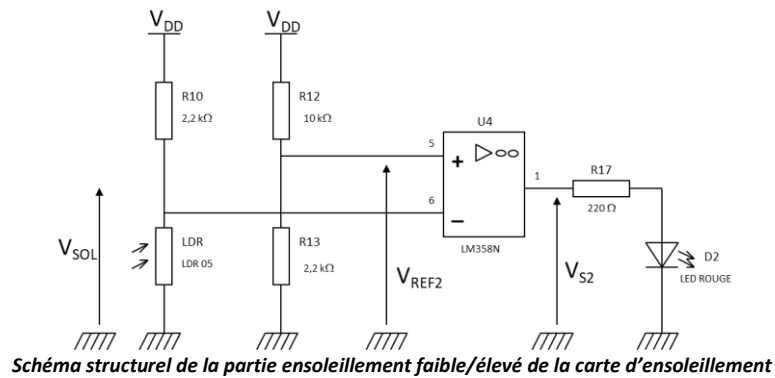 VDD
VDD
R10
2,2 kΩ
R12
10 kΩ
U4
5
+
▷∞
1
R17
220 Ω
6
−
LM358N
VSOL
LDR
LDR 05
R13
2,2 kΩ
VREF2
VS2
D2
LED ROUGE
Schéma structurel de la partie ensoleillement faible/élevé de la carte d'ensoleillement